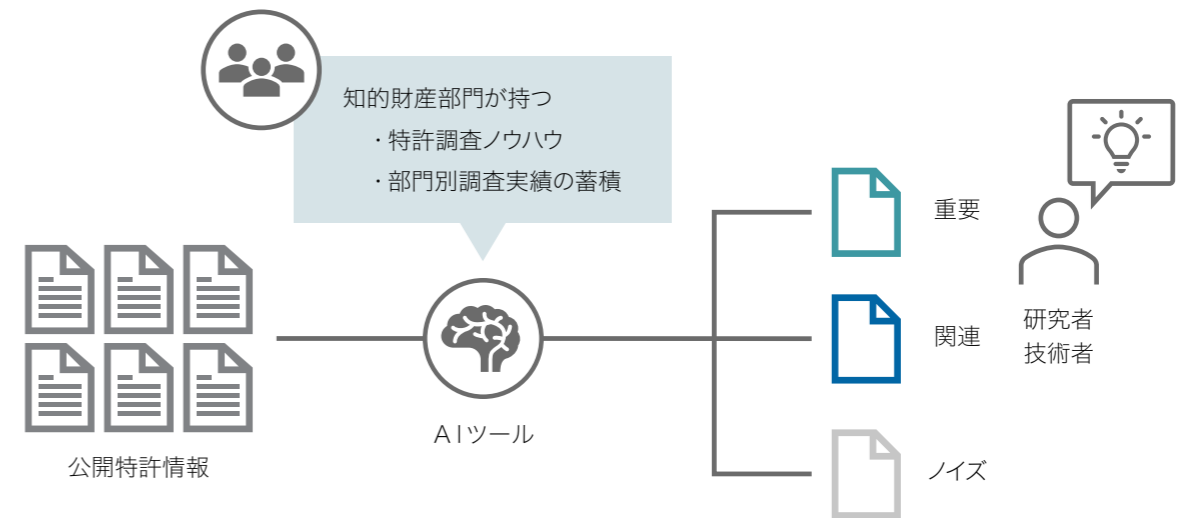 知的財産部門が持つ
・特許調査ノウハウ
・部門別調査実績の蓄積
公開特許情報
AIツール
重要
関連
ノイズ
研究者
技術者